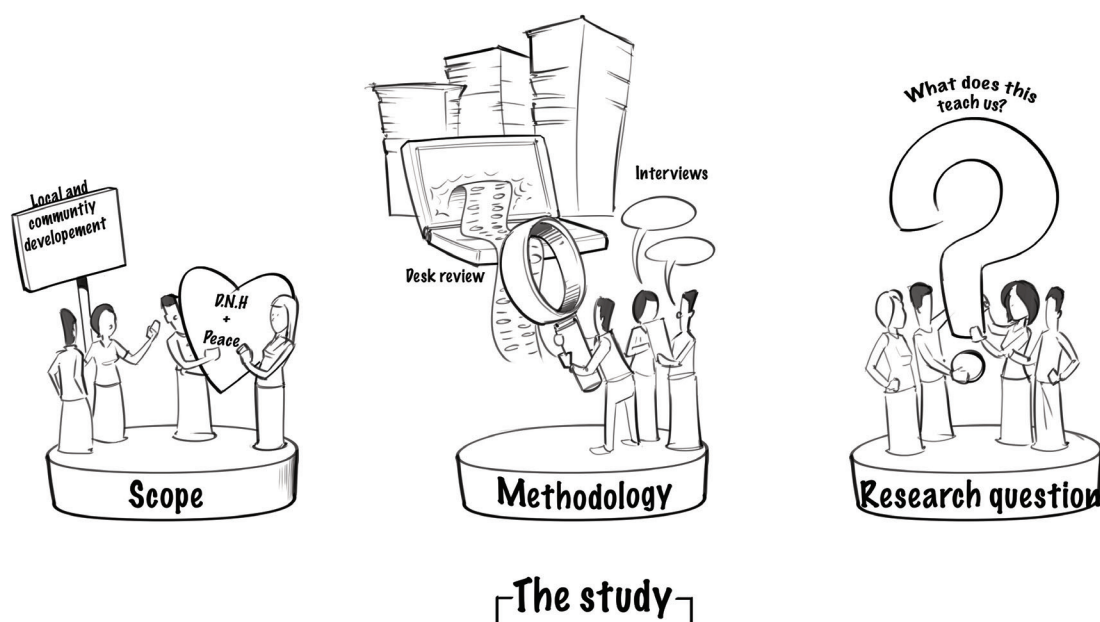 Local and
communtiy
developement
D.N.H
+
Peace
Scope
Desk review
Interviews
Methodology
What does this
teach us?
Research question
The study